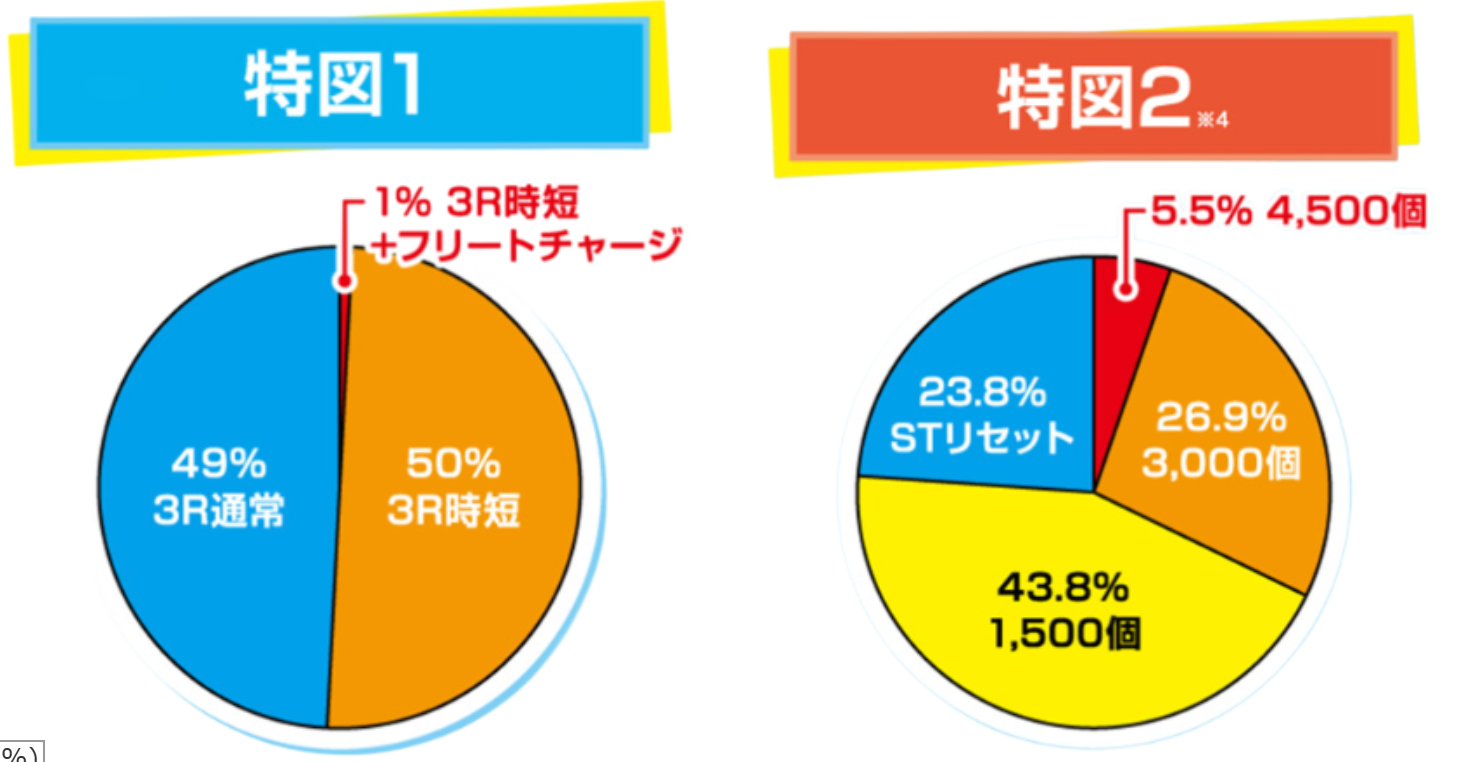 特図1
1% 3R時短
+フリートチャージ
49%
3R通常
50%
3R時短
特図2※4
5.5% 4,500個
23.8%
STリセット
26.9%
3,000個
43.8%
1,500個
%)